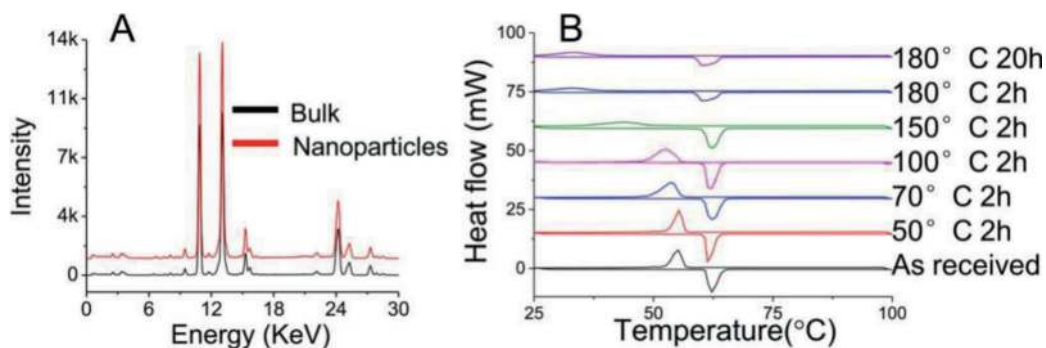 A
14k
11k
7k
4k
0
Intensity
Bulk
Nanoparticles
0 6 12 18 24 30
Energy (KeV)
B
100
75
50
25
0
Heat flow (mW)
180° C 20h
180° C 2h
150° C 2h
100° C 2h
70° C 2h
50° C 2h
As received
25 50 75 100
Temperature(°C)